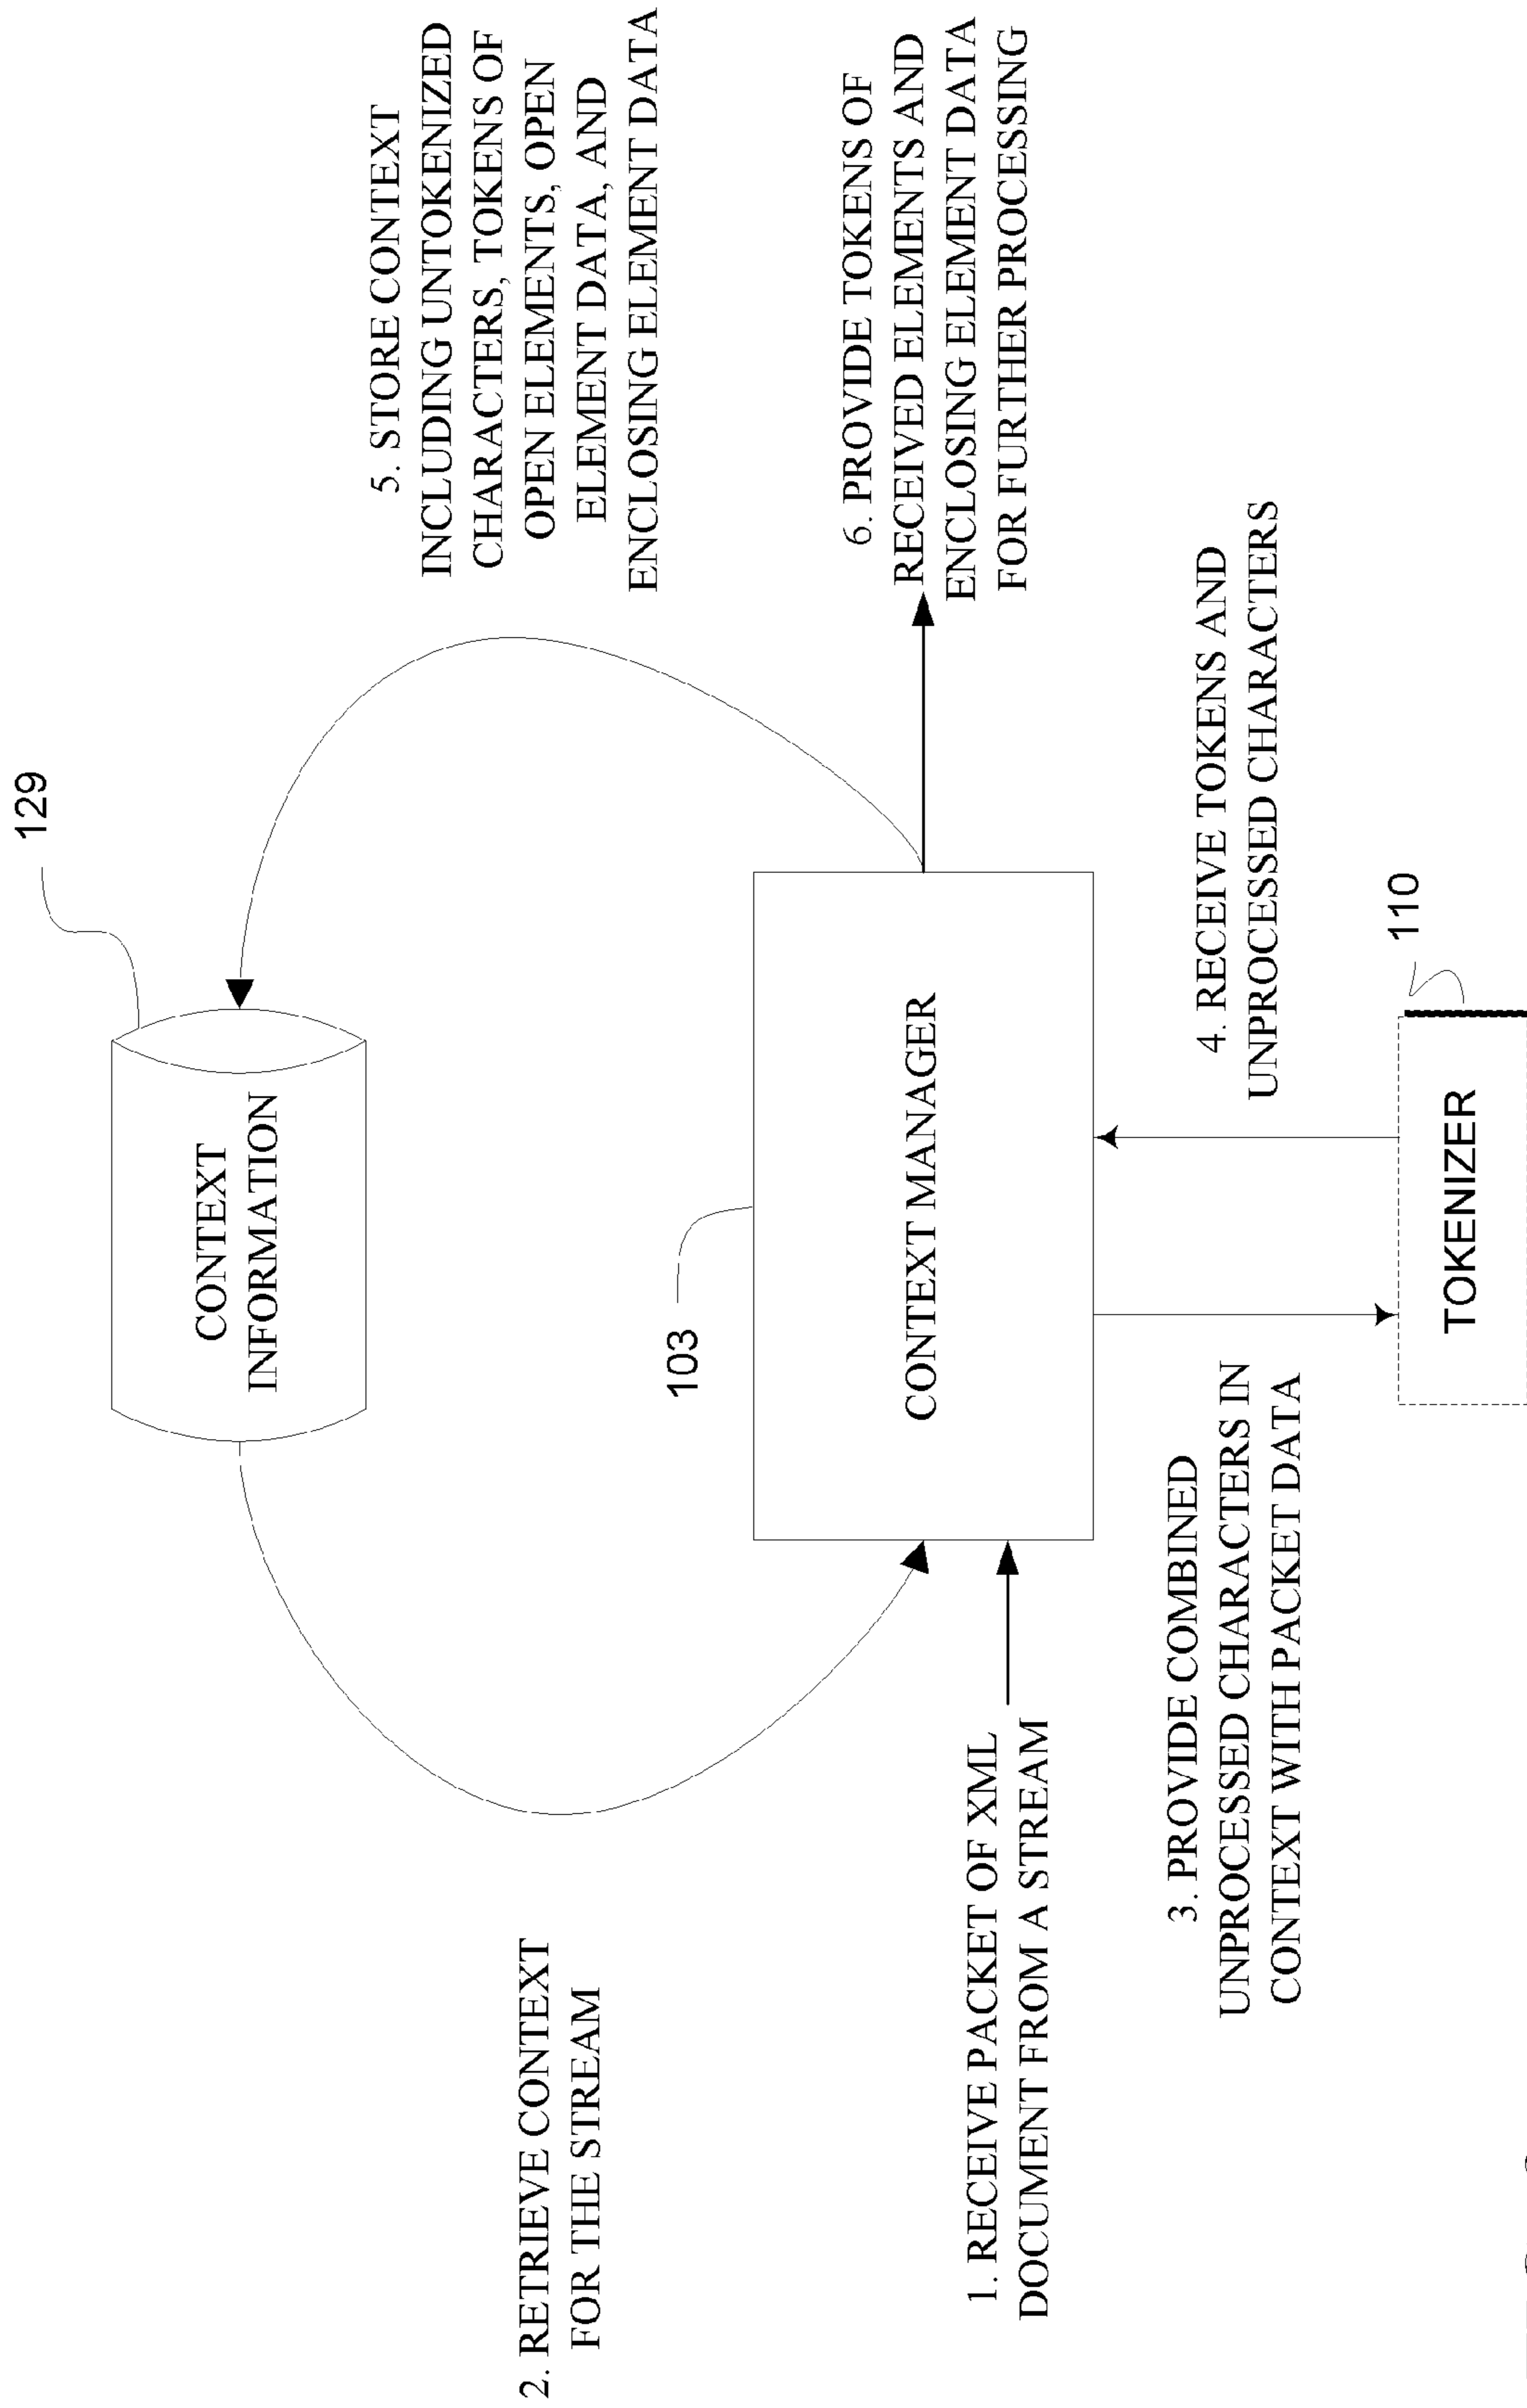 129
CONTEXT
INFORMATION
2. RETRIEVE CONTEXT
FOR THE STREAM
5. STORE CONTEXT
INCLUDING UNTOKENIZED
CHARACTERS, TOKENS OF
OPEN ELEMENTS, OPEN
ELEMENT DATA, AND
ENCLOSING ELEMENT DATA
103
CONTEXT MANAGER
1. RECEIVE PACKET OF XML
DOCUMENT FROM A STREAM
6. PROVIDE TOKENS OF
RECEIVED ELEMENTS AND
ENCLOSING ELEMENT DATA
FOR FURTHER PROCESSING
3. PROVIDE COMBINED
UNPROCESSED CHARACTERS IN
CONTEXT WITH PACKET DATA
4. RECEIVE TOKENS AND
UNPROCESSED CHARACTERS
110
TOKENIZER